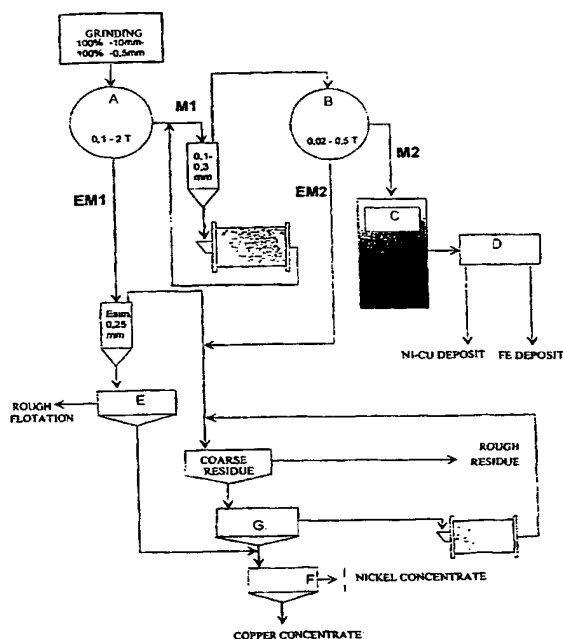 GRINDING
100% -10mm-
100% -0.5mm
A
0,1 - 2 T
M1
0,1-
0,3
mm
B
0,02 - 0,5 T
M2
EM1
EM2
C
D
NI-CU DEPOSIT
FE DEPOSIT
Esim.
0,25
mm
E
ROUGH
FLOTATION
COARSE
RESIDUE
ROUGH
RESIDUE
G.
F
NICKEL CONCENTRATE
COPPER CONCENTRATE